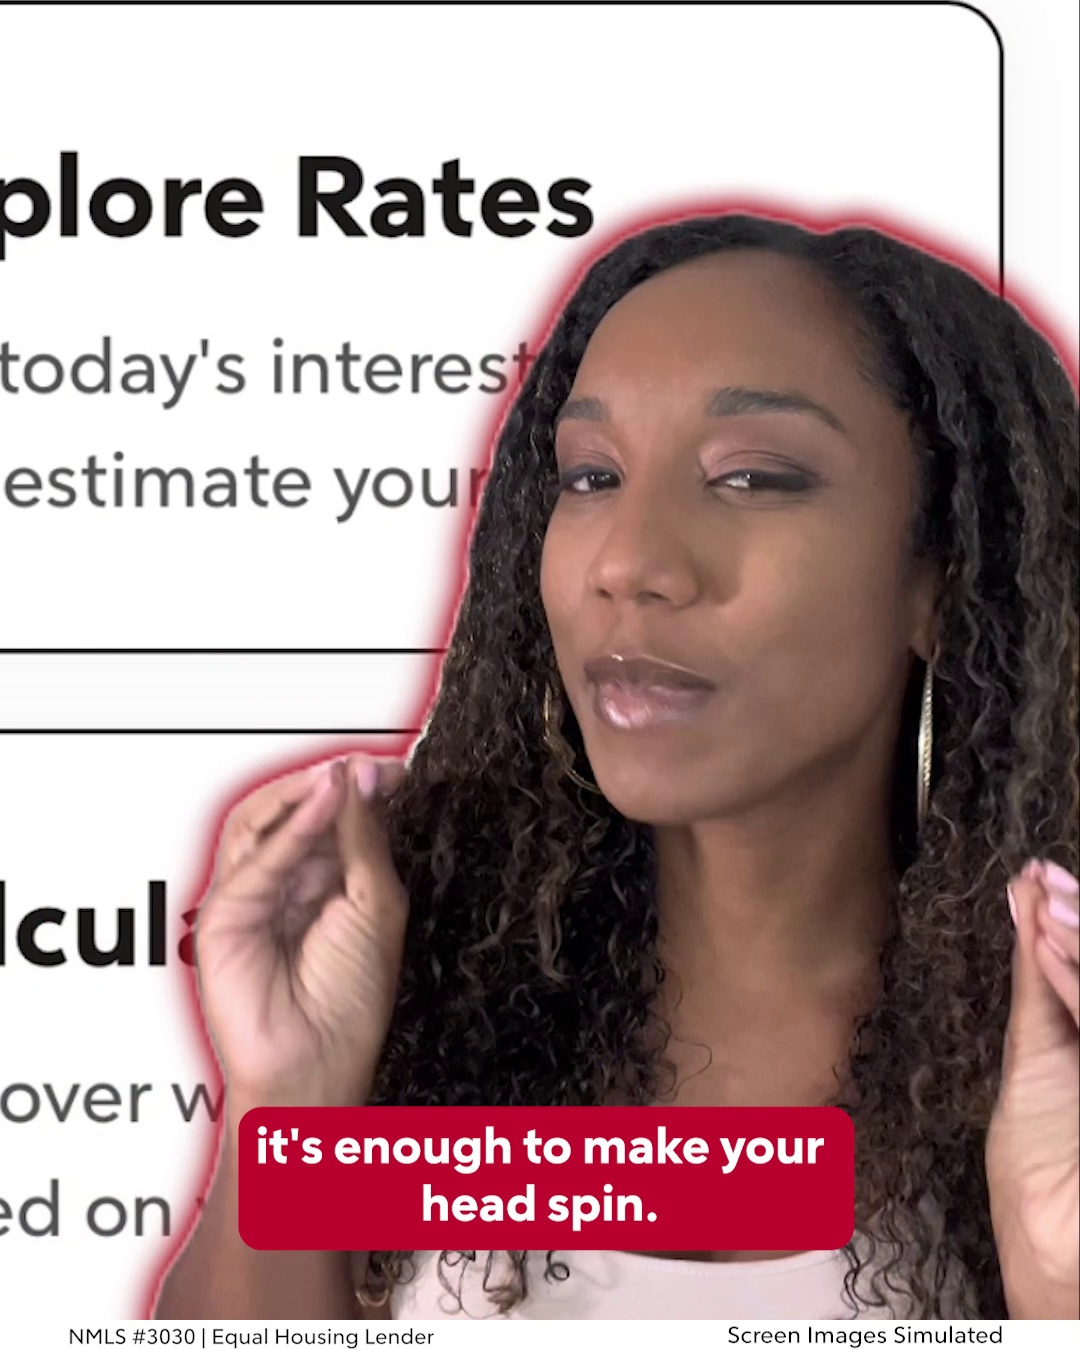 plore Rates
today's interest
estimate your
lcula
over w
ed on
it's enough to make your
head spin.
NMLS #3030 | Equal Housing Lender
Screen Images Simulated